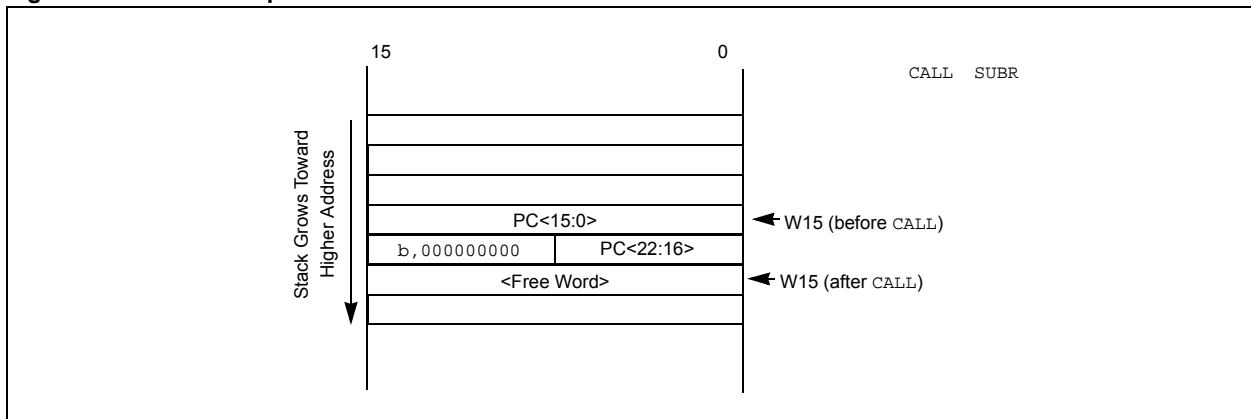 15
0
CALL SUBR
Stack Grows Toward
Higher Address
PC<15:0>
W15 (before CALL)
b,000000000
PC<22:16>
<Free Word>
W15 (after CALL)